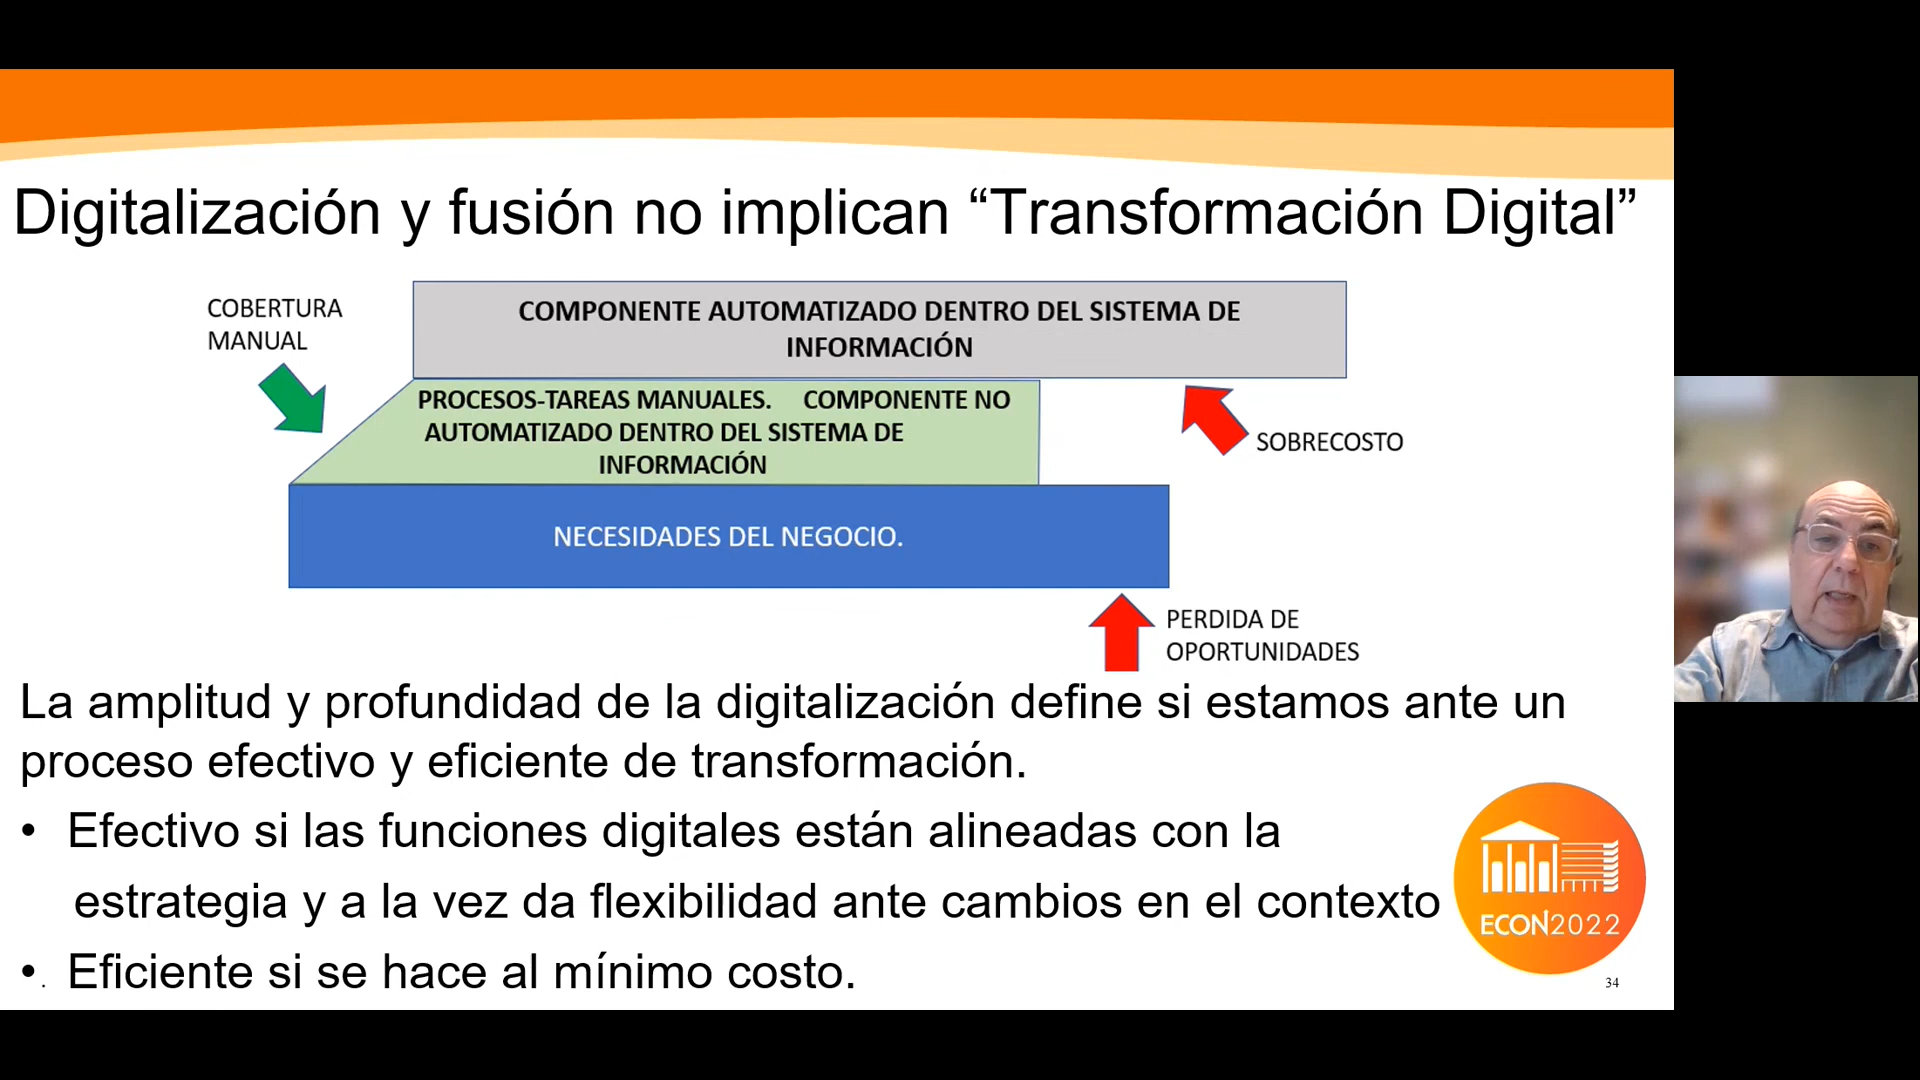 Digitalización y fusión no implican “Transformación Digital”
COBERTURA
MANUAL
COMPONENTE AUTOMATIZADO DENTRO DEL SISTEMA DE
INFORMACIÓN
PROCESOS-TAREAS MANUALES. COMPONENTE NO
AUTOMATIZADO DENTRO DEL SISTEMA DE
INFORMACIÓN
SOBRECOSTO
NECESIDADES DEL NEGOCIO.
PERDIDA DE
OPORTUNIDADES
La amplitud y profundidad de la digitalización define si estamos ante un
proceso efectivo y eficiente de transformación.
• Efectivo si las funciones digitales están alineadas con la
estrategia y a la vez da flexibilidad ante cambios en el contexto
• . Eficiente si se hace al mínimo costo.
ECON2022
34